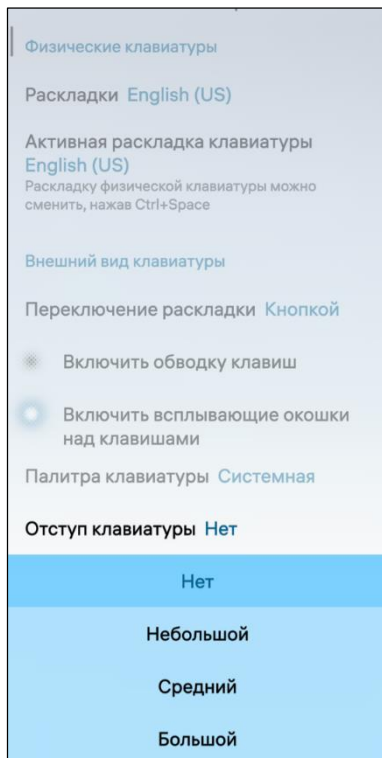 Физические клавиатуры
Раскладки English (US)
Активная раскладка клавиатуры
English (US)
Раскладку физической клавиатуры можно
сменить, нажав Ctrl+Space
Внешний вид клавиатуры
Переключение раскладки Кнопкой
Включить обводку клавиш
Включить всплывающие окошки
над клавишами
Палитра клавиатуры Системная
Отступ клавиатуры Нет
Нет
Небольшой
Средний
Большой